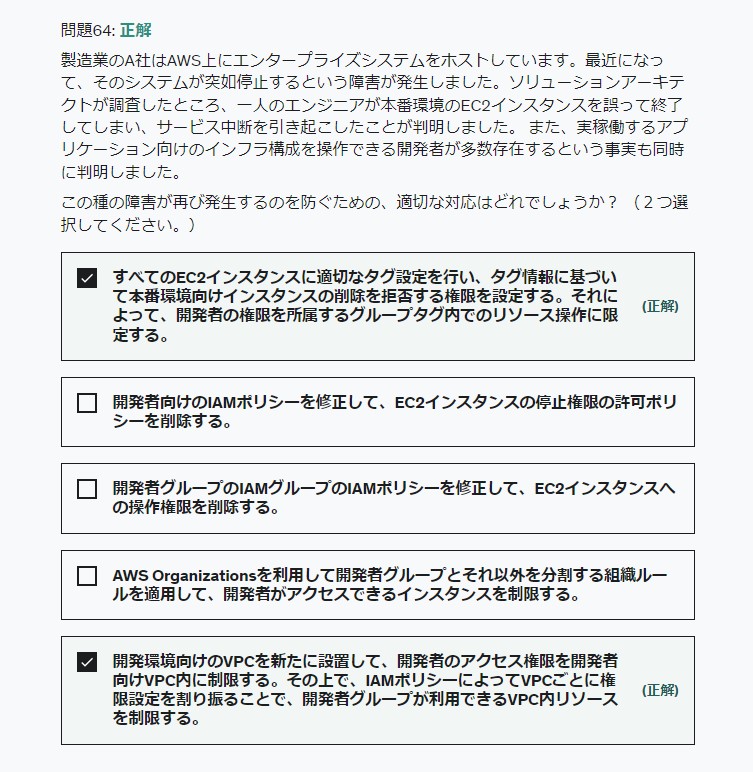 問題64: 正解
製造業のA社はAWS上にエンタープライズシステムをホストしています。最近になっ
て、そのシステムが突如停止するという障害が発生しました。ソリューションアーキテ
クトが調査したところ、一人のエンジニアが本番環境のEC2インスタンスを誤って終了
してしまい、サービス中断を引き起こしたことが判明しました。 また、実稼働するアプ
リケーション向けのインフラ構成を操作できる開発者が多数存在するという事実も同時
に判明しました。
この種の障害が再び発生するのを防ぐための、適切な対応はどれでしょうか？ （２つ選
択してください。）
すべてのEC2インスタンスに適切なタグ設定を行い、タグ情報に基づい
て本番環境向けインスタンスの削除を拒否する権限を設定する。それに
よって、開発者の権限を所属するグループタグ内でのリソース操作に限
定する。
(正解)
開発者向けのIAMポリシーを修正して、EC2インスタンスの停止権限の許可ポリ
シーを削除する。
開発者グループのIAMグループのIAMポリシーを修正して、EC2インスタンスへ
の操作権限を削除する。
AWS Organizationsを利用して開発者グループとそれ以外を分割する組織ルー
ルを適用して、開発者がアクセスできるインスタンスを制限する。
開発環境向けのVPCを新たに設置して、開発者のアクセス権限を開発者
向けVPC内に制限する。その上で、IAMポリシーによってVPCごとに権
限設定を割り振ることで、開発者グループが利用できるVPC内リソース
を制限する。
(正解)